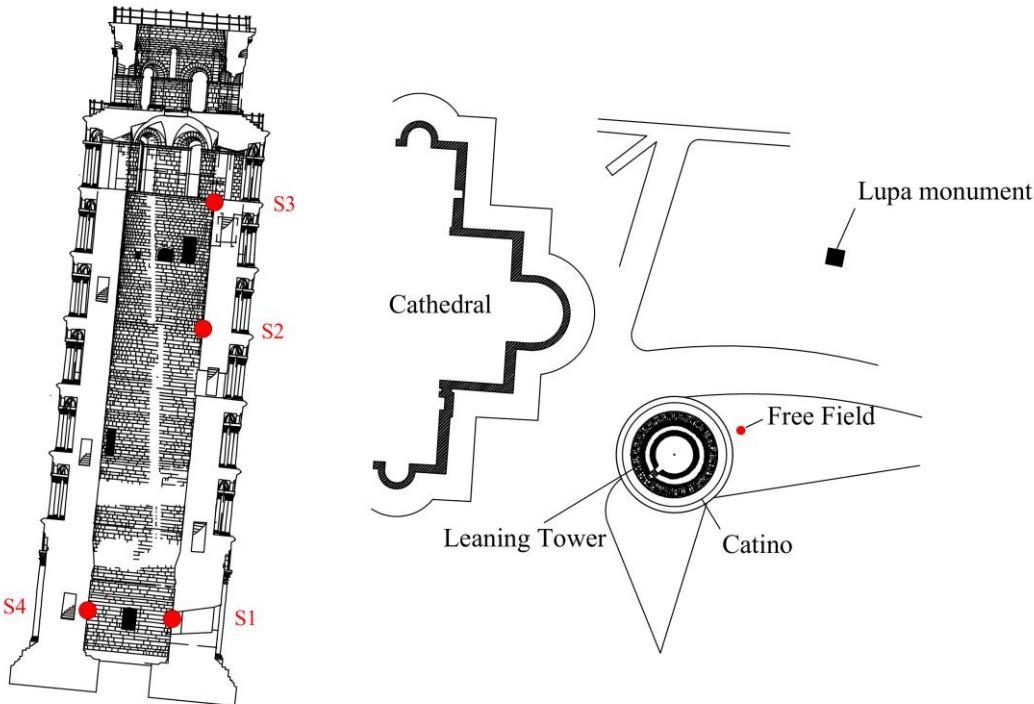 S3
S2
S4
S1
Lupa monument
Cathedral
Free Field
Leaning Tower
Catino